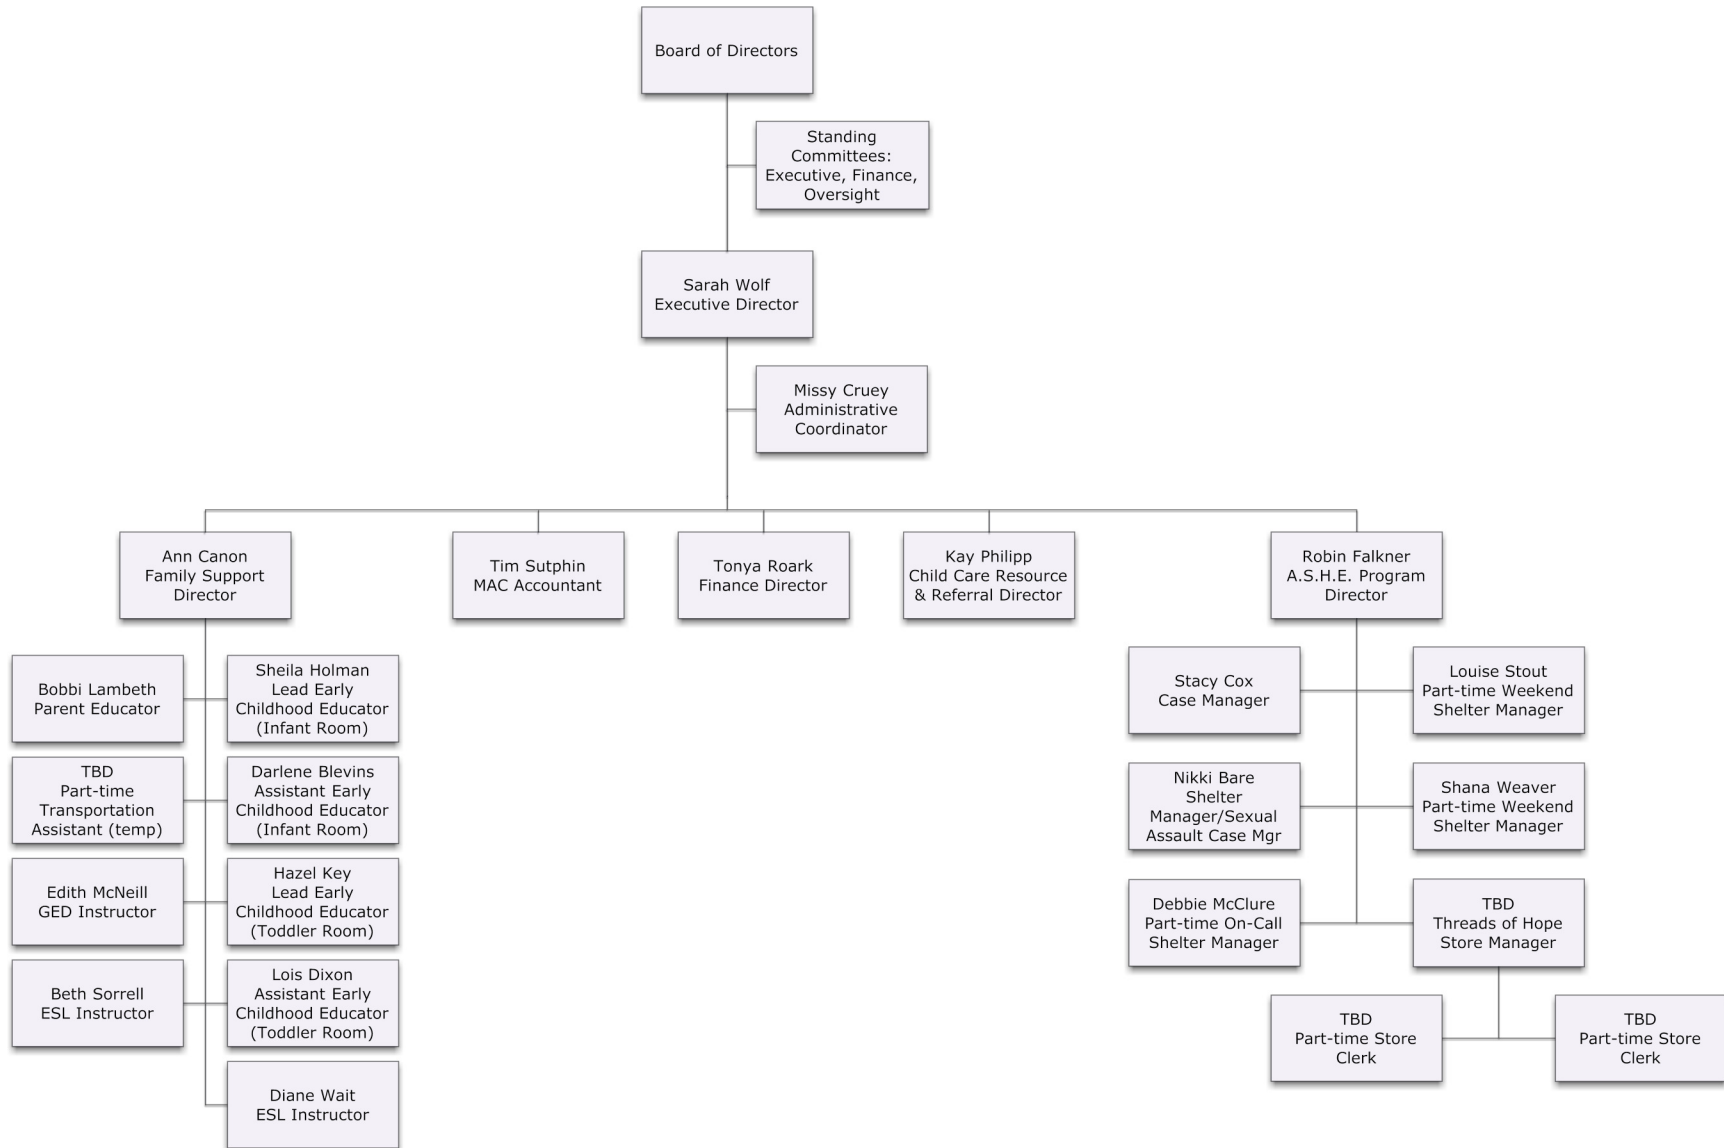 Board of Directors
Standing
Committees:
Executive, Finance,
Oversight
Sarah Wolf
Executive Director
Missy Cruey
Administrative
Coordinator
Ann Canon
Family Support
Director
Tim Sutphin
MAC Accountant
Tonya Roark
Finance Director
Kay Philipp
Child Care Resource
& Referral Director
Robin Falkner
A.S.H.E. Program
Director
Bobbi Lambeth
Parent Educator
Sheila Holman
Lead Early
Childhood Educator
(Infant Room)
TBD
Part-time
Transportation
Assistant (temp)
Darlene Blevins
Assistant Early
Childhood Educator
(Infant Room)
Edith McNeill
GED Instructor
Hazel Key
Lead Early
Childhood Educator
(Toddler Room)
Beth Sorrell
ESL Instructor
Lois Dixon
Assistant Early
Childhood Educator
(Toddler Room)
Diane Wait
ESL Instructor
Stacy Cox
Case Manager
Louise Stout
Part-time Weekend
Shelter Manager
Nikki Bare
Shelter
Manager/Sexual
Assault Case Mgr
Shana Weaver
Part-time Weekend
Shelter Manager
Debbie McClure
Part-time On-Call
Shelter Manager
TBD
Threads of Hope
Store Manager
TBD
Part-time Store
Clerk
TBD
Part-time Store
Clerk